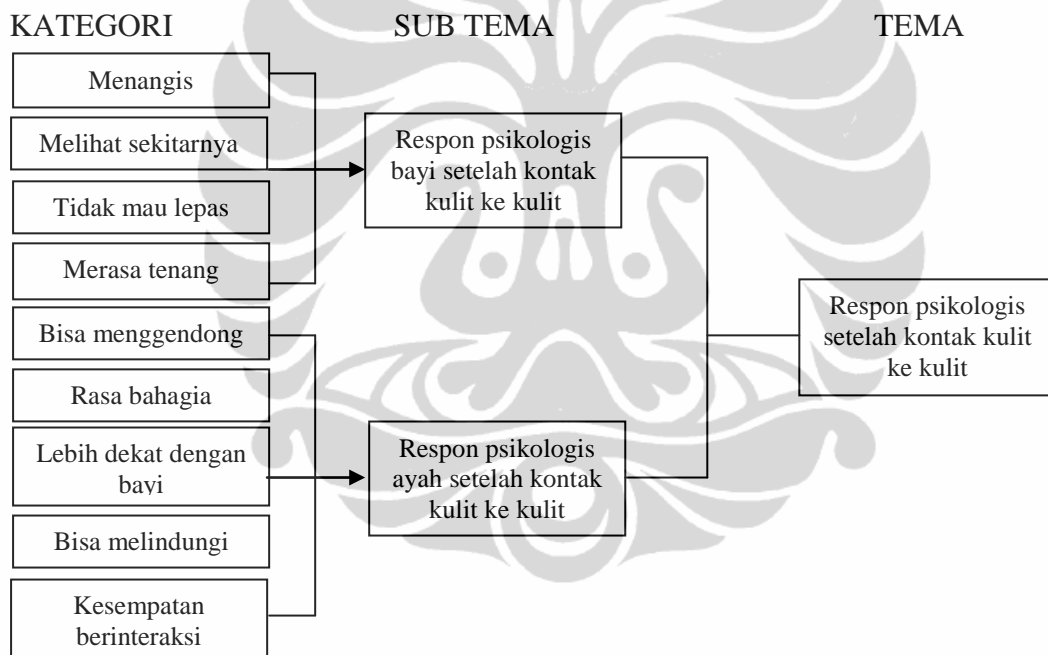 KATEGORI
SUB TEMA
TEMA
Menangis
Melihat sekitarnya
Tidak mau lepas
Merasa tenang
Bisa menggendong
Rasa bahagia
Lebih dekat dengan
bayi
Bisa melindungi
Kesempatan
berinteraksi
Respon psikologis
bayi setelah kontak
kulit ke kulit
Respon psikologis
ayah setelah kontak
kulit ke kulit
Respon psikologis
setelah kontak kulit
ke kulit